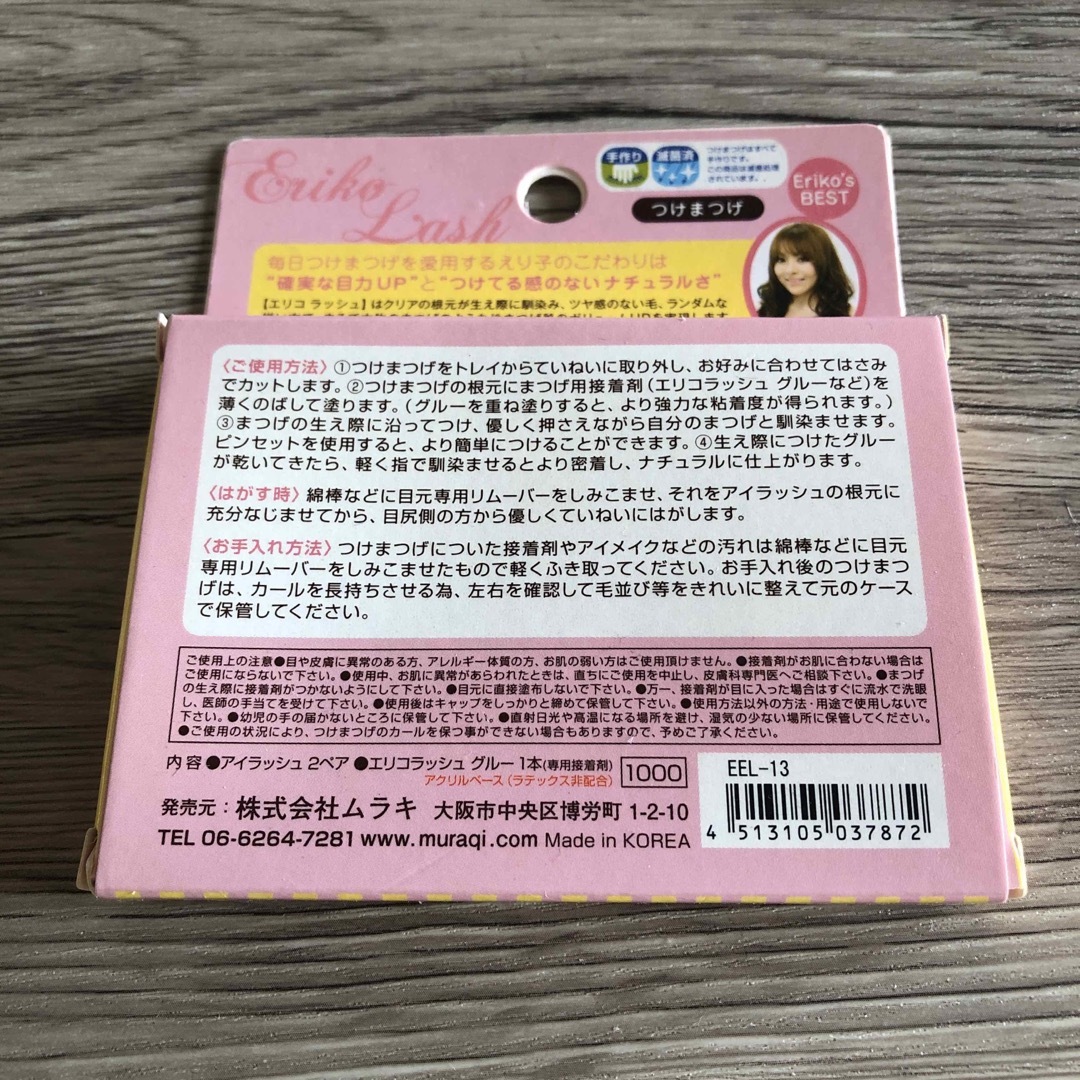 Eriko
Lash
手作り
滅菌済
つけまつげはすべて
手作りです。
この商品は滅菌処理
されています。
つけまつげ
Eriko's
BEST
毎日つけまつげを愛用するえり子のこだわりは
"確実な目力UP"と"つけてる感のないナチュラルさ"
【エリコ ラッシュ】はクリアの根元が生え際に馴染み、ツヤ感のない毛、ランダムな
〈ご使用方法〉①つけまつげをトレイからていねいに取り外し、お好みに合わせてはさみ
でカットします。②つけまつげの根元にまつげ用接着剤(エリコラッシュ グルーなど)を
薄くのばして塗ります。(グルーを重ね塗りすると、より強力な粘着度が得られます。)
③まつげの生え際に沿ってつけ、優しく押さえながら自分のまつげと馴染ませます。
ピンセットを使用すると、より簡単につけることができます。④生え際につけたグルー
が乾いてきたら、軽く指で馴染ませるとより密着し、ナチュラルに仕上がります。
〈はがす時〉綿棒などに目元専用リムーバーをしみこませ、それをアイラッシュの根元に
充分なじませてから、目尻側の方から優しくていねいにはがします。
〈お手入れ方法〉つけまつげについた接着剤やアイメイクなどの汚れは綿棒などに目元
専用リムーバーをしみこませたもので軽くふき取ってください。お手入れ後のつけまつ
げは、カールを長持ちさせる為、左右を確認して毛並び等をきれいに整えて元のケース
で保管してください。
ご使用上の注意●目や皮膚に異常のある方、アレルギー体質の方、お肌の弱い方はご使用頂けません。●接着剤がお肌に合わない場合は
ご使用にならないで下さい。●使用中、お肌に異常があらわれたときは、直ちにご使用を中止し、皮膚科専門医へご相談下さい。●まつげ
の生え際に接着剤がつかないようにして下さい。●目元に直接塗布しないで下さい。●万一、接着剤が目に入った場合はすぐに流水で洗眼
し、医師の手当てを受けて下さい。●使用後はキャップをしっかりと締めて保管して下さい。●使用方法以外の方法・用途で使用しないで
下さい。●幼児の手の届かないところに保管して下さい。●直射日光や高温になる場所を避け、湿気の少ない場所に保管してください。
●ご使用の状況により、つけまつげのカールを保つ事ができない場合もありますので、予めご了承ください。
内容●アイラッシュ 2ペア ●エリコラッシュ グルー 1本(専用接着剤)
アクリルベース(ラテックス非配合)
1000
発売元:株式会社ムラキ 大阪市中央区博労町 1-2-10
TEL 06-6264-7281 www.muraqi.com Made in KOREA
EEL-13
4 513105 037872